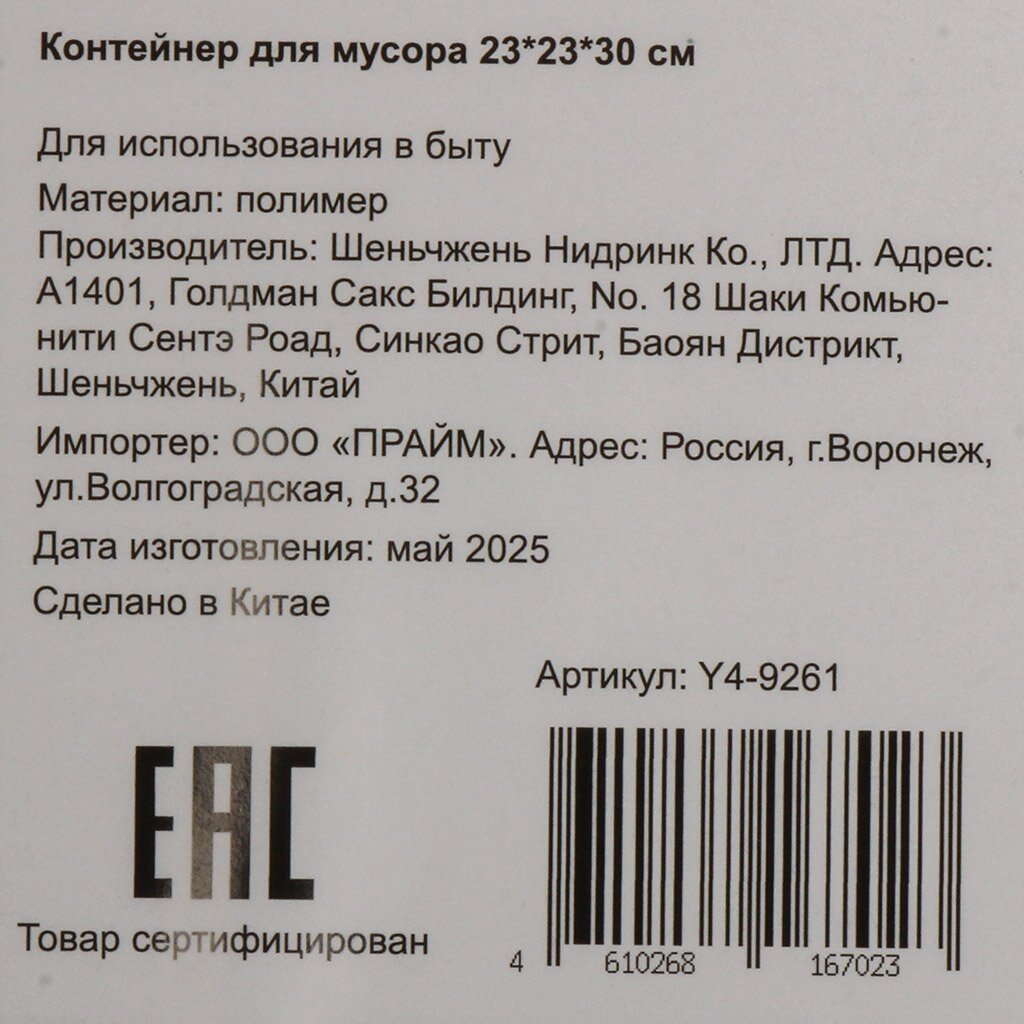 Контейнер для мусора 23*23*30 см
Для использования в быту
Материал: полимер
Производитель: Шеньчжень Нидринк Ко., ЛТД. Адрес:
А1401, Голдман Сакс Билдинг, No. 18 Шаки Комью-
нити Сентэ Роад, Синкао Стрит, Баоян Дистрикт,
Шеньчжень, Китай
Импортер: ООО «ПРАЙМ». Адрес: Россия, г.Воронеж,
ул.Волгоградская, д.32
Дата изготовления: май 2025
Сделано в Китае
Артикул: Y4-9261
EAC
Товар сертифицирован
4 610268 167023